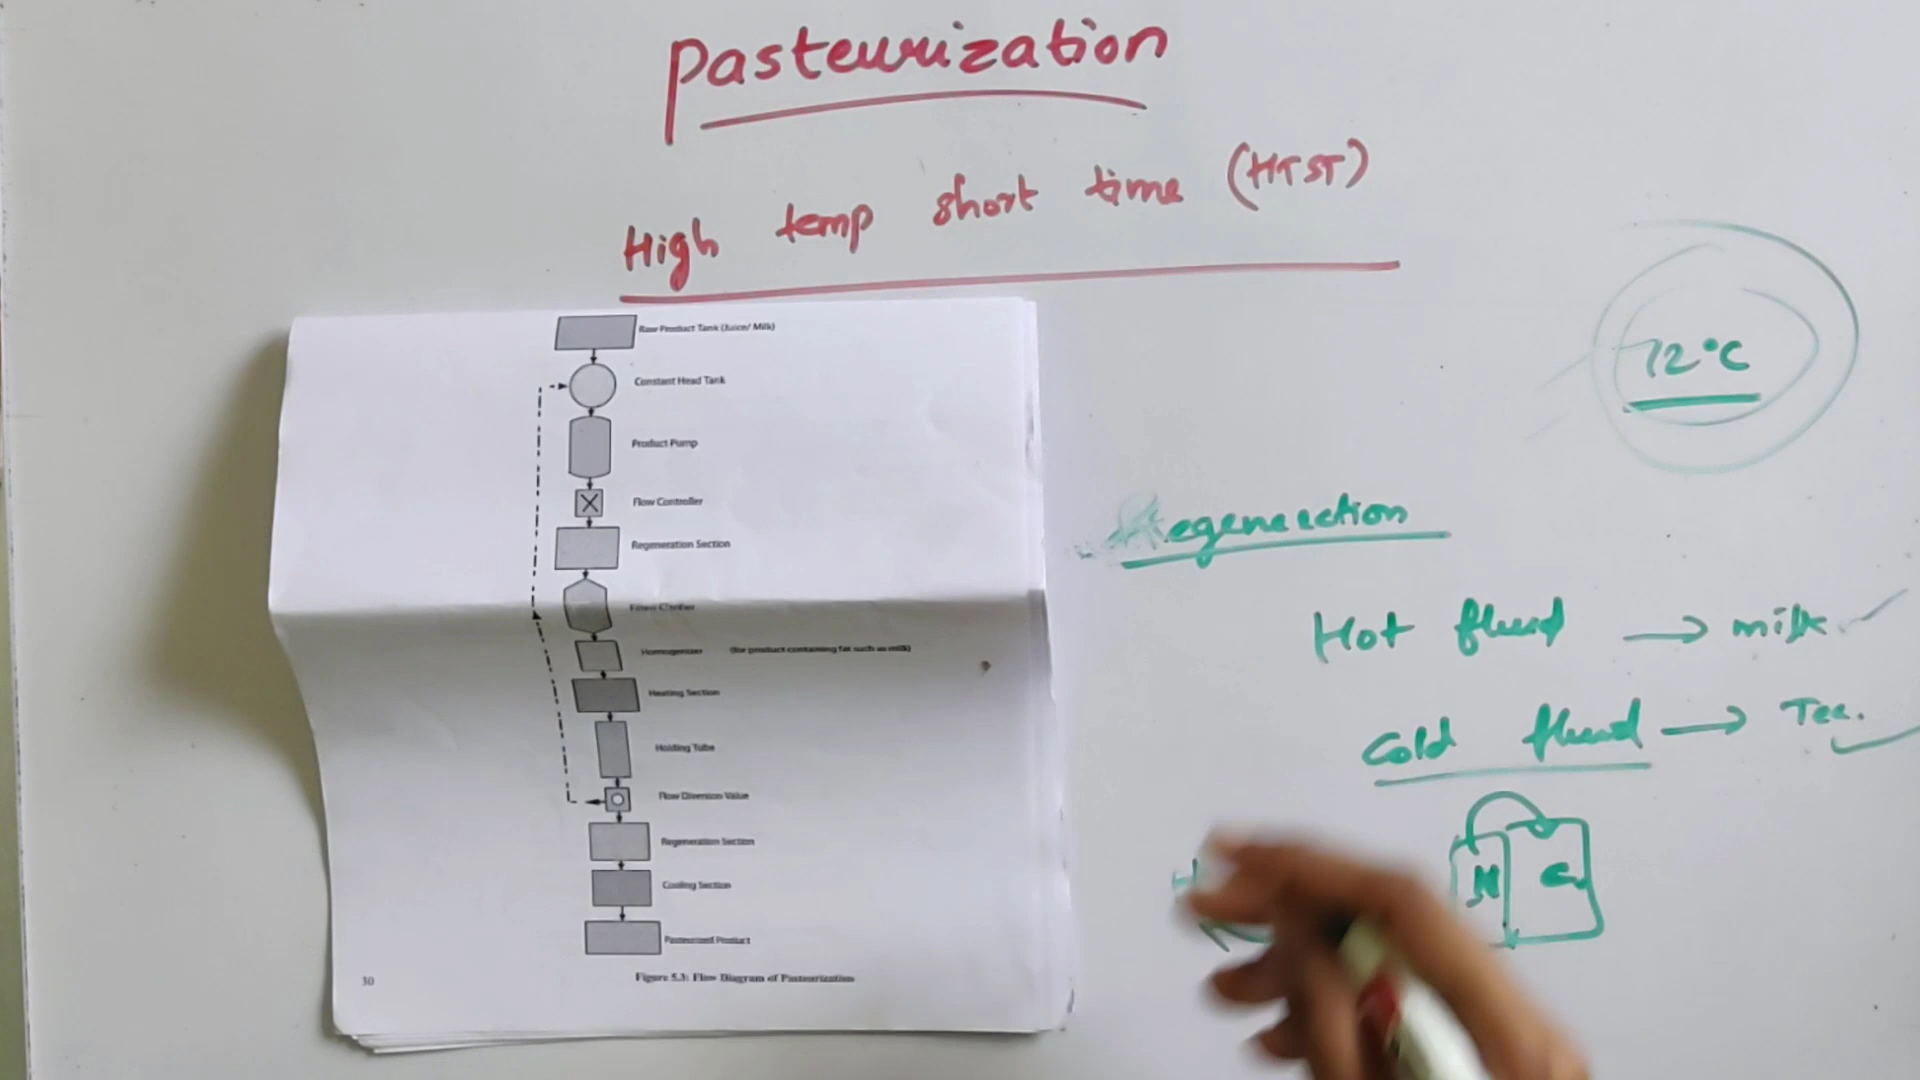 Pasteurization
High temp short time (HTST)
Raw Product Tank (Juice/ Milk)
Constant Head Tank
Product Pump
Flow Controller
Regeneration Section
Homogenizer (for product containing fat such as milk)
Heating Section
Holding Tube
Flow Diversion Valve
Regeneration Section
Cooling Section
Pasteurized Product
Figure 5.3: Flow Diagram of Pasteurization
30
72°C
Regeneration
Hot fluid → milk
Cold fluid →
H C